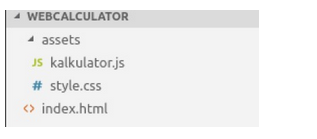 WEBCALCULATOR
assets
JS kalkulator.js
# style.css
<> index.html